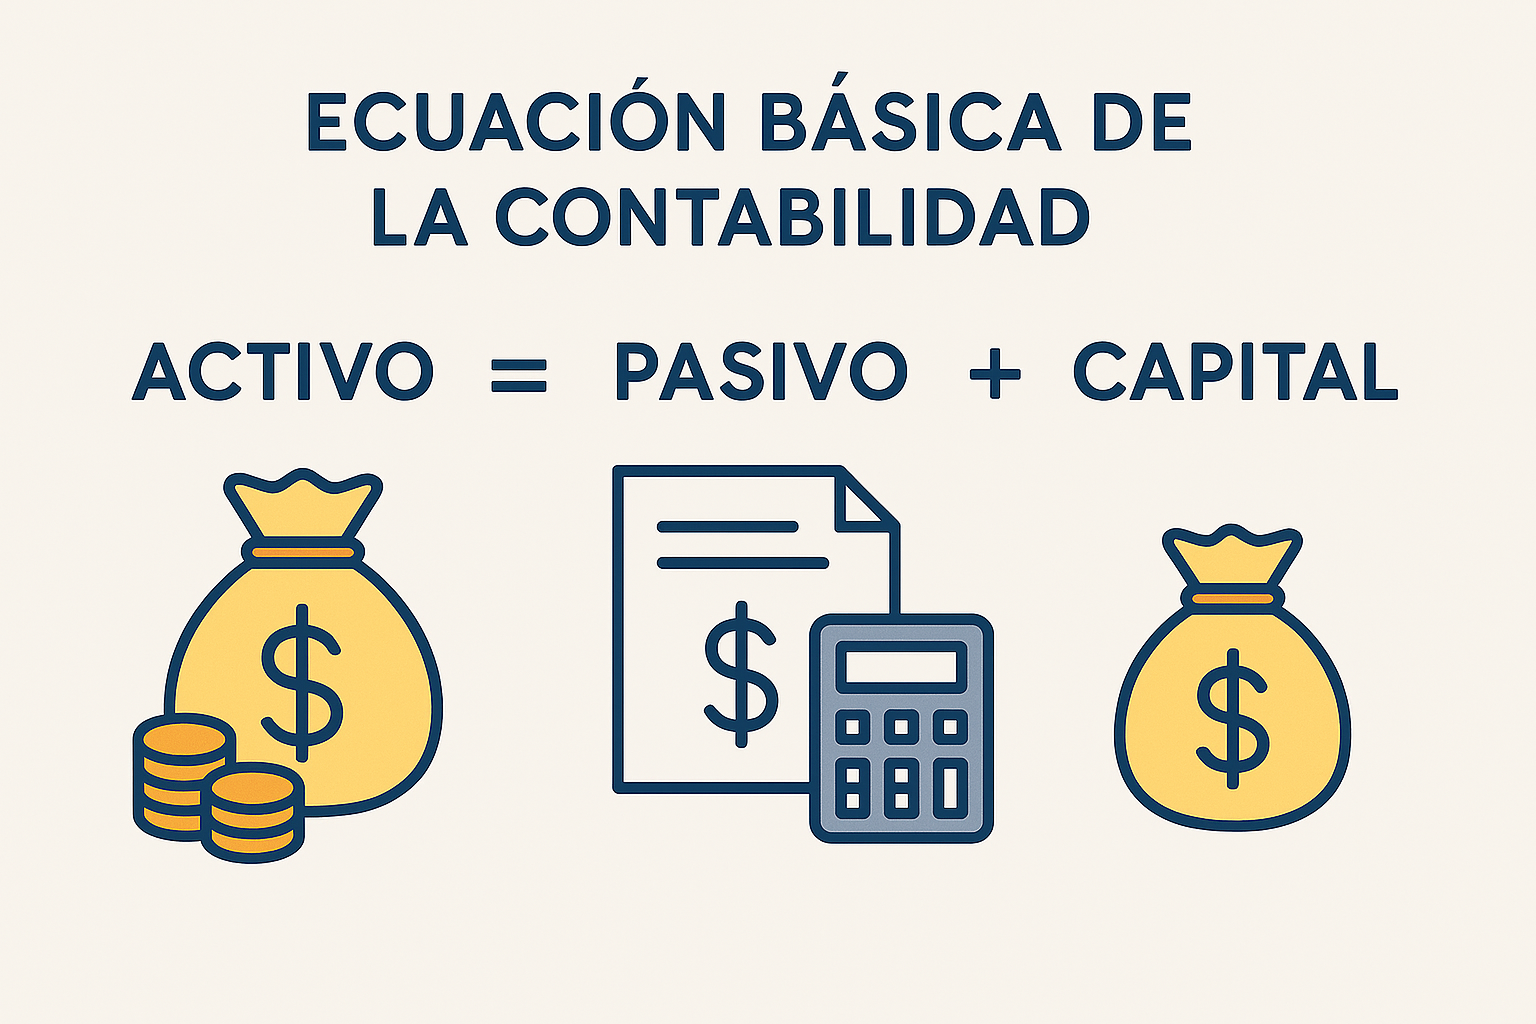 ECUACIÓN BÁSICA DE
LA CONTABILIDAD
ACTIVO = PASIVO + CAPITAL
$ $ $